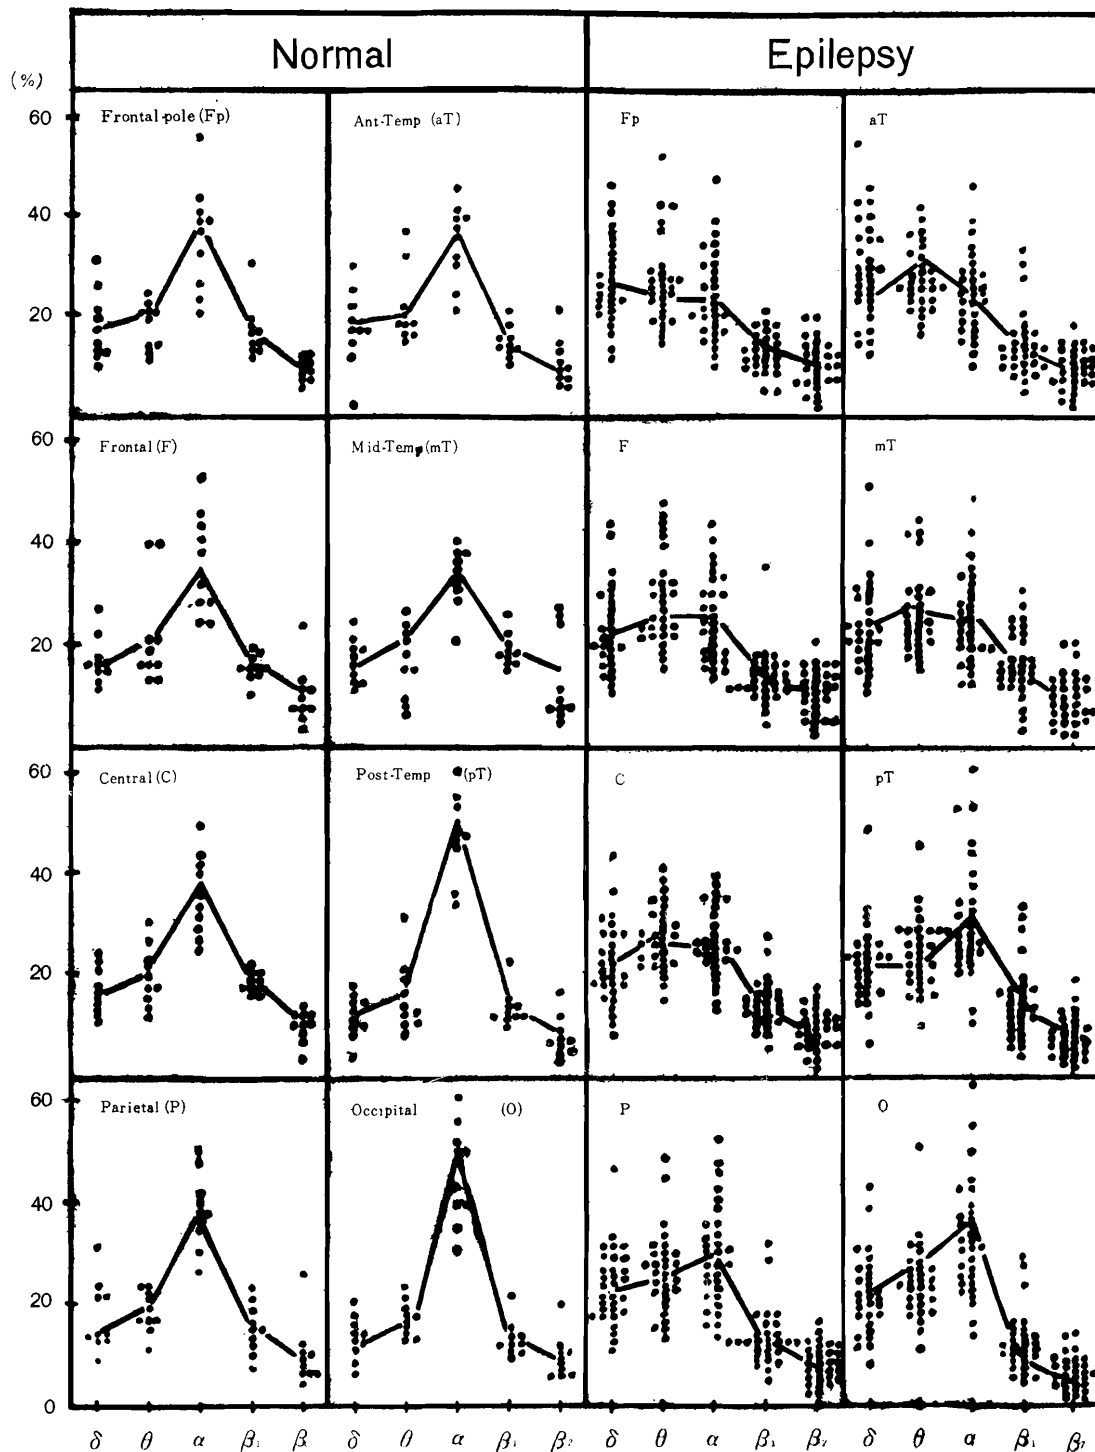 Normal Epilepsy
(%)
60 Frontal-pole (Fp) Ant-Temp (aT) Fp aT
40
20
60 Frontal (F) Mid-Temp (mT) F mT
40
20
60 Central (C) Post-Temp (pT) C pT
40
20
60 Parietal (P) Occipital (O) P O
40
20
0
δ θ α β₁ β₂ δ θ α β₁ β₂ δ θ α β₁ β₂ δ θ α β₁ β₂